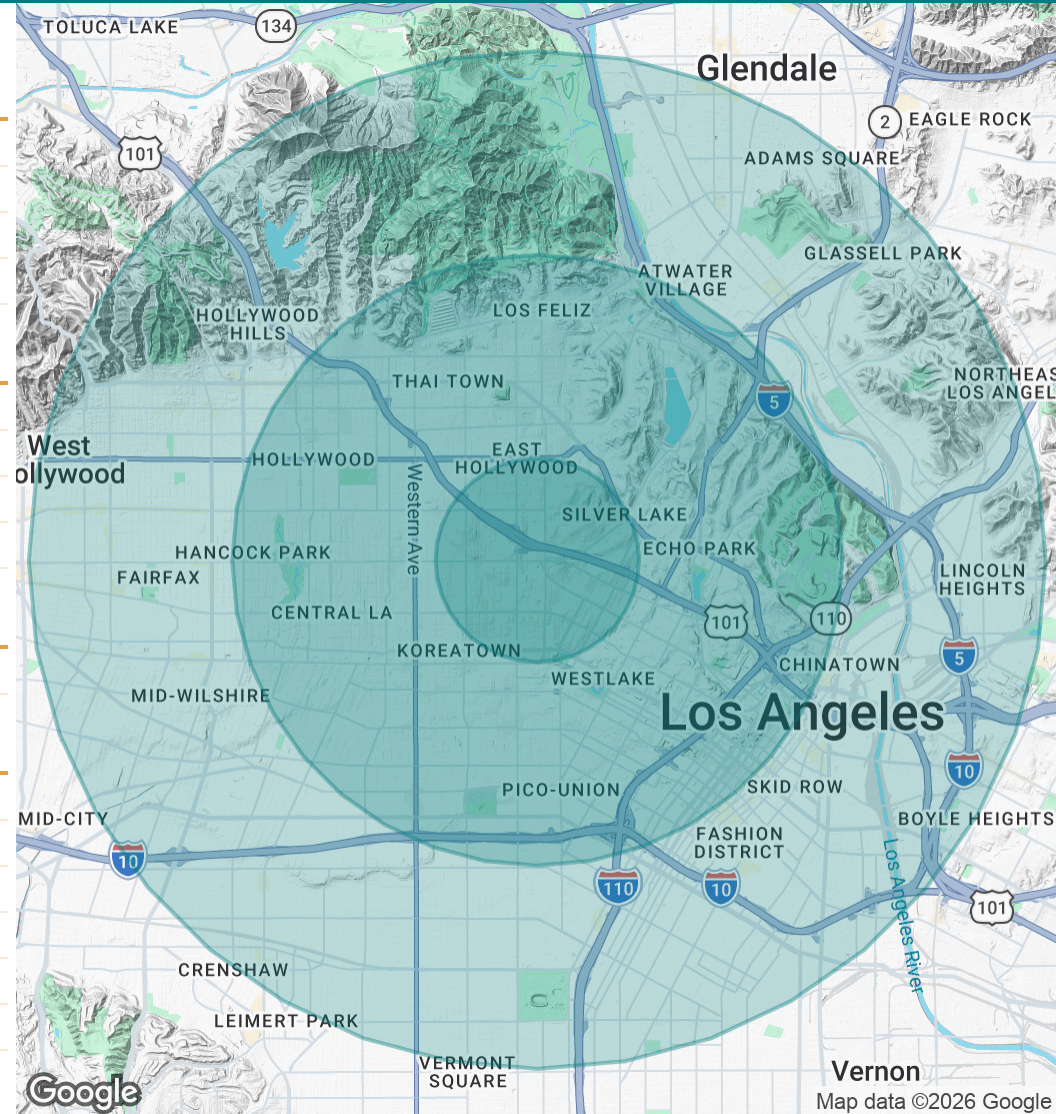 TOLUCA LAKE
134
Glendale
2
EAGLE ROCK
101
ADAMS SQUARE
GLASSELL PARK
ATWATER
VILLAGE
LOS FELIZ
HOLLYWOOD
HILLS
THAI TOWN
NORTHEAS
LOS ANGEL
5
West
ollywood
HOLLYWOOD
EAST
HOLLYWOOD
Western Ave
SILVER LAKE
HANCOCK PARK
ECHO PARK
FAIRFAX
LINCOLN
HEIGHTS
CENTRAL LA
101
110
KOREATOWN
5
CHINATOWN
WESTLAKE
MID-WILSHIRE
Los Angeles
10
PICO-UNION
SKID ROW
MID-CITY
BOYLE HEIGHTS
FASHION
DISTRICT
10
110
10
101
Los Angeles River
CRENSHAW
LEIMERT PARK
VERMONT
SQUARE
Vernon
Google
Map data ©2026 Google